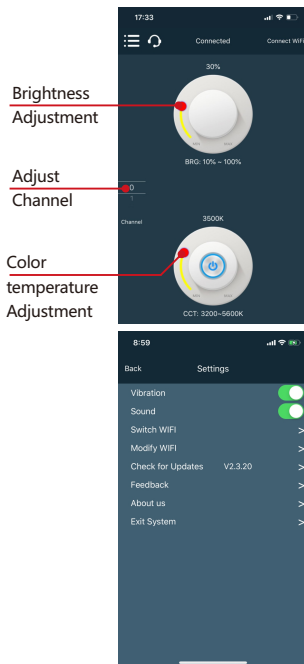 17:33
Connected
Connect WiFi
30%
Brightness
Adjustment
BRG: 10% ~ 100%
Adjust
Channel
0
1
Channel
3500K
Color
temperature
Adjustment
CCT: 3200~5600K
8:59
Back
Settings
Vibration
Sound
Switch WIFI >
Modify WIFI >
Check for Updates V2.3.20 >
Feedback >
About us >
Exit System >